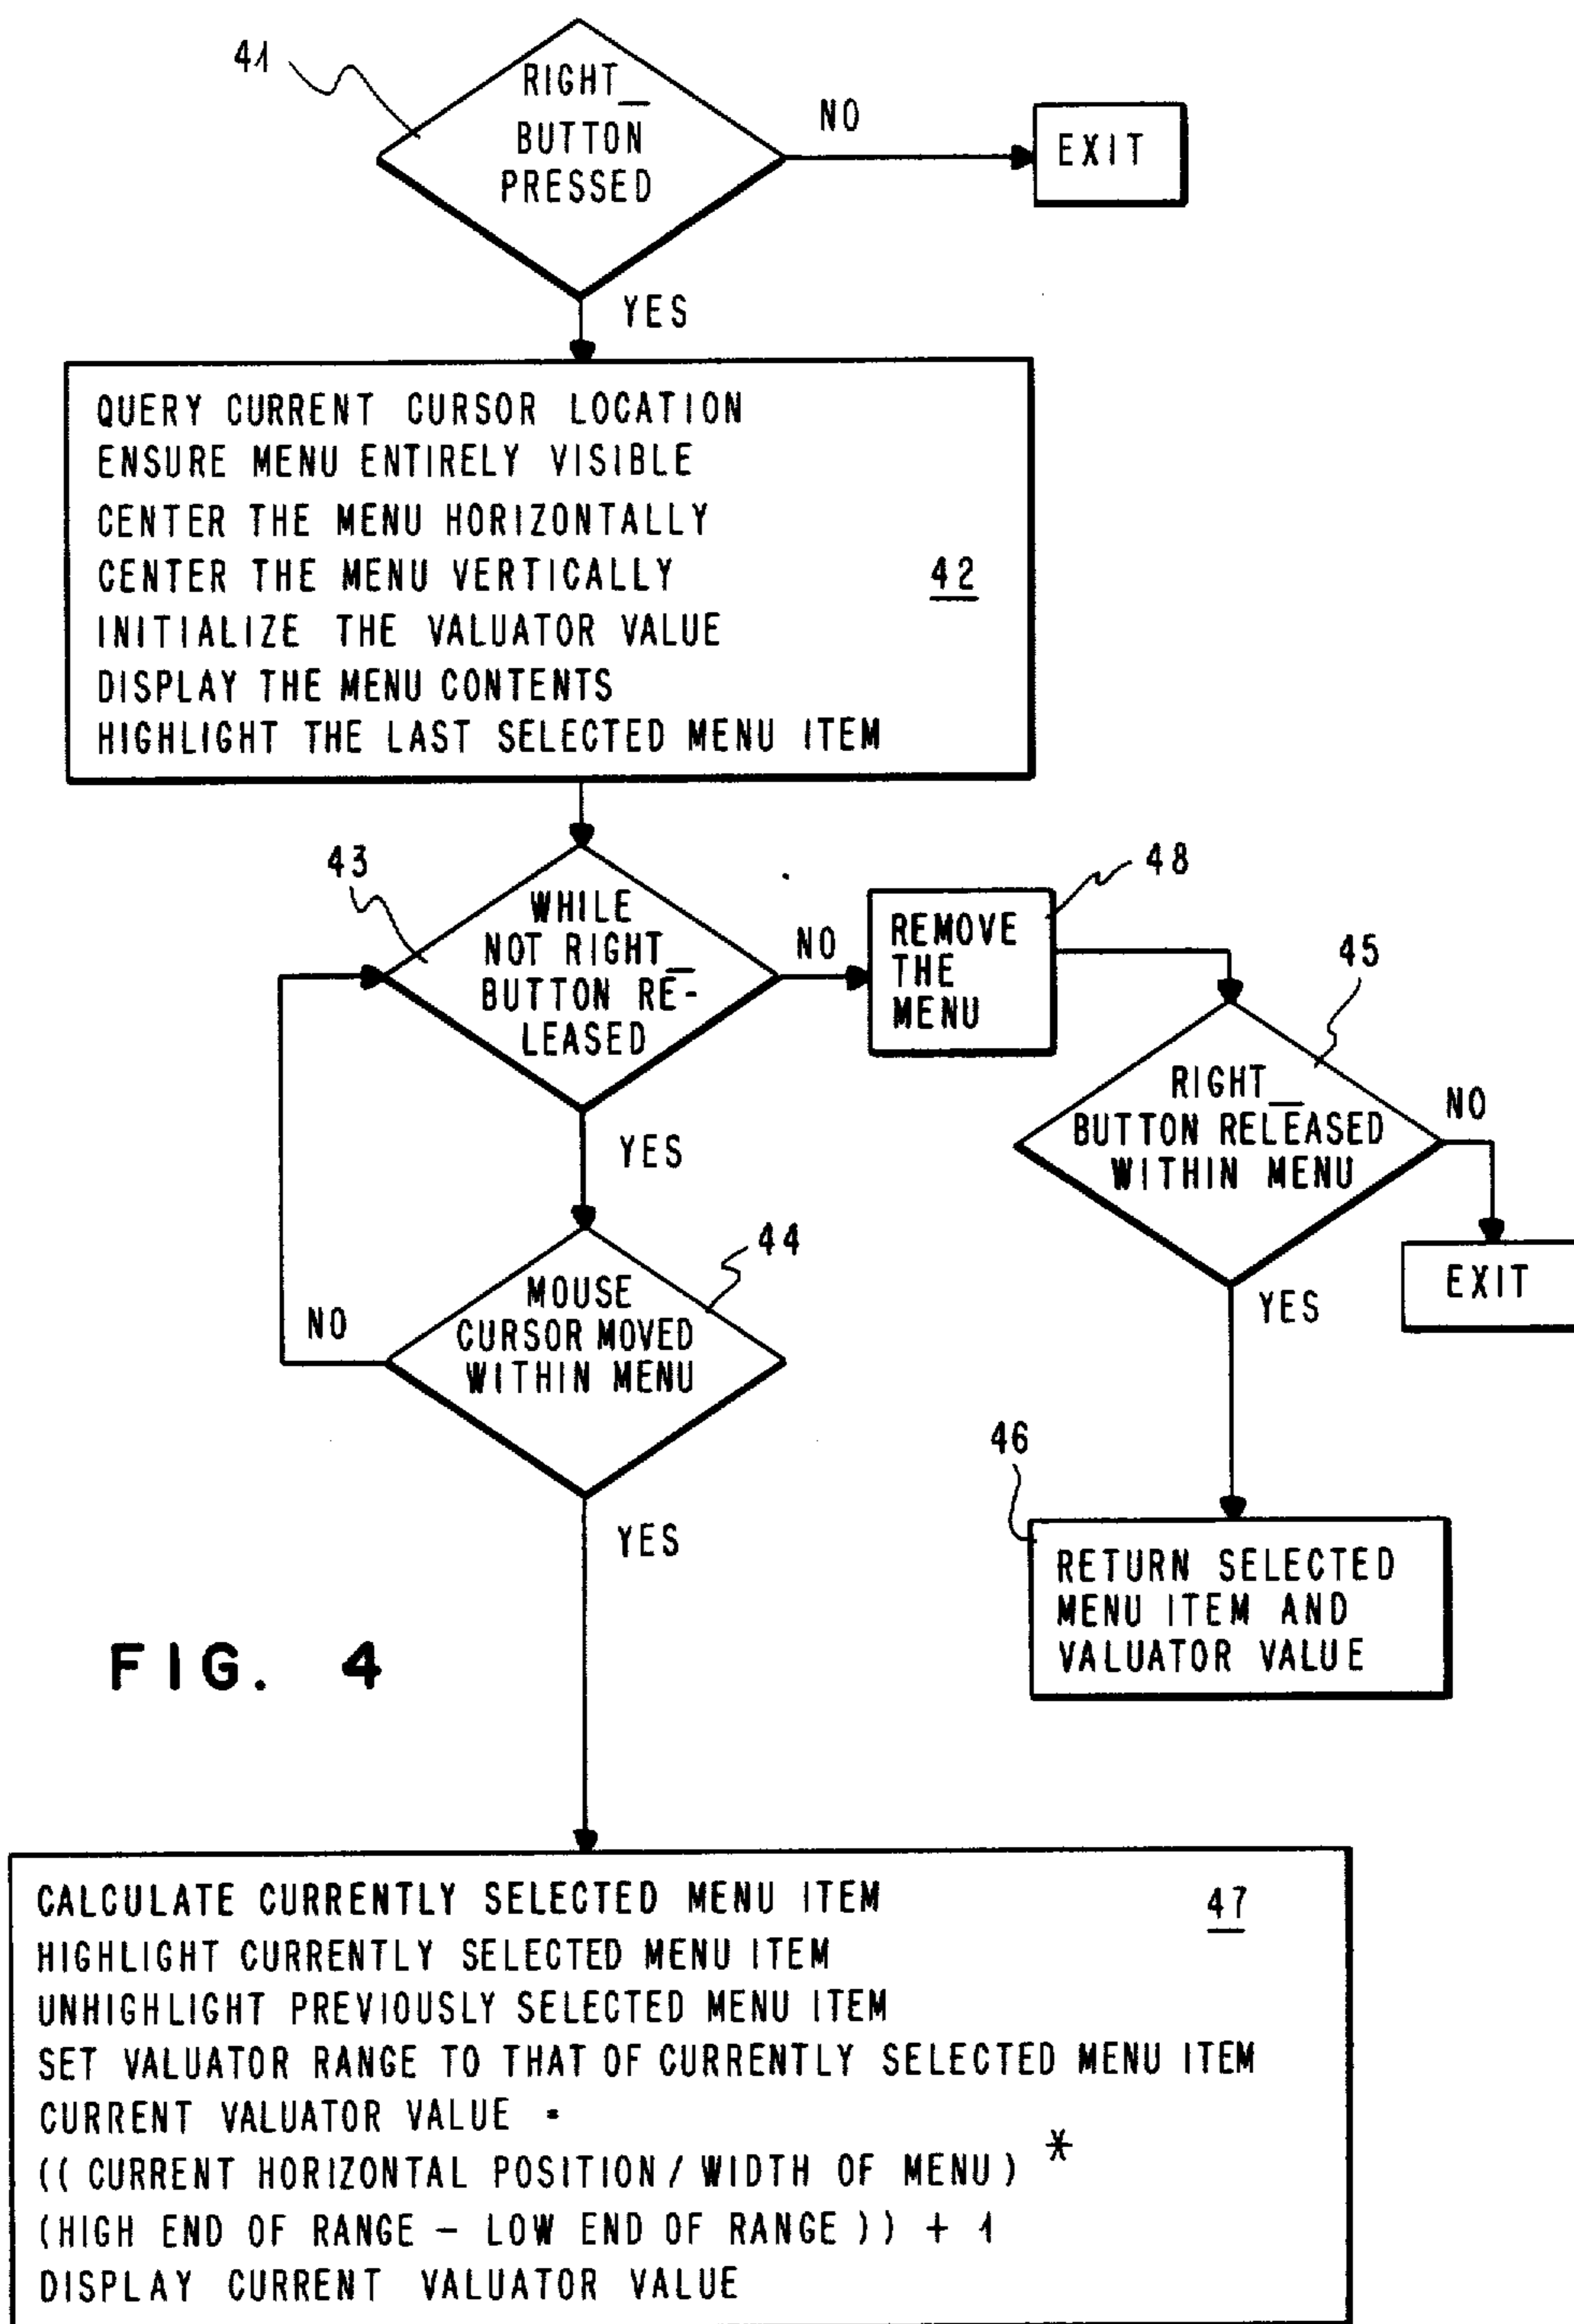 41
RIGHT_
BUTTON
PRESSED
NO
EXIT
YES
QUERY CURRENT CURSOR LOCATION
ENSURE MENU ENTIRELY VISIBLE
CENTER THE MENU HORIZONTALLY
CENTER THE MENU VERTICALLY
42
INITIALIZE THE VALUATOR VALUE
DISPLAY THE MENU CONTENTS
HIGHLIGHT THE LAST SELECTED MENU ITEM
43
WHILE
NOT RIGHT_
BUTTON RE-
LEASED
NO
48
REMOVE
THE
MENU
45
RIGHT_
BUTTON RELEASED
WITHIN MENU
NO
EXIT
YES
YES
44
MOUSE
CURSOR MOVED
WITHIN MENU
NO
YES
46
RETURN SELECTED
MENU ITEM AND
VALUATOR VALUE
FIG. 4
CALCULATE CURRENTLY SELECTED MENU ITEM
47
HIGHLIGHT CURRENTLY SELECTED MENU ITEM
UNHIGHLIGHT PREVIOUSLY SELECTED MENU ITEM
SET VALUATOR RANGE TO THAT OF CURRENTLY SELECTED MENU ITEM
CURRENT VALUATOR VALUE =
((CURRENT HORIZONTAL POSITION / WIDTH OF MENU) *
(HIGH END OF RANGE – LOW END OF RANGE)) + 1
DISPLAY CURRENT VALUATOR VALUE